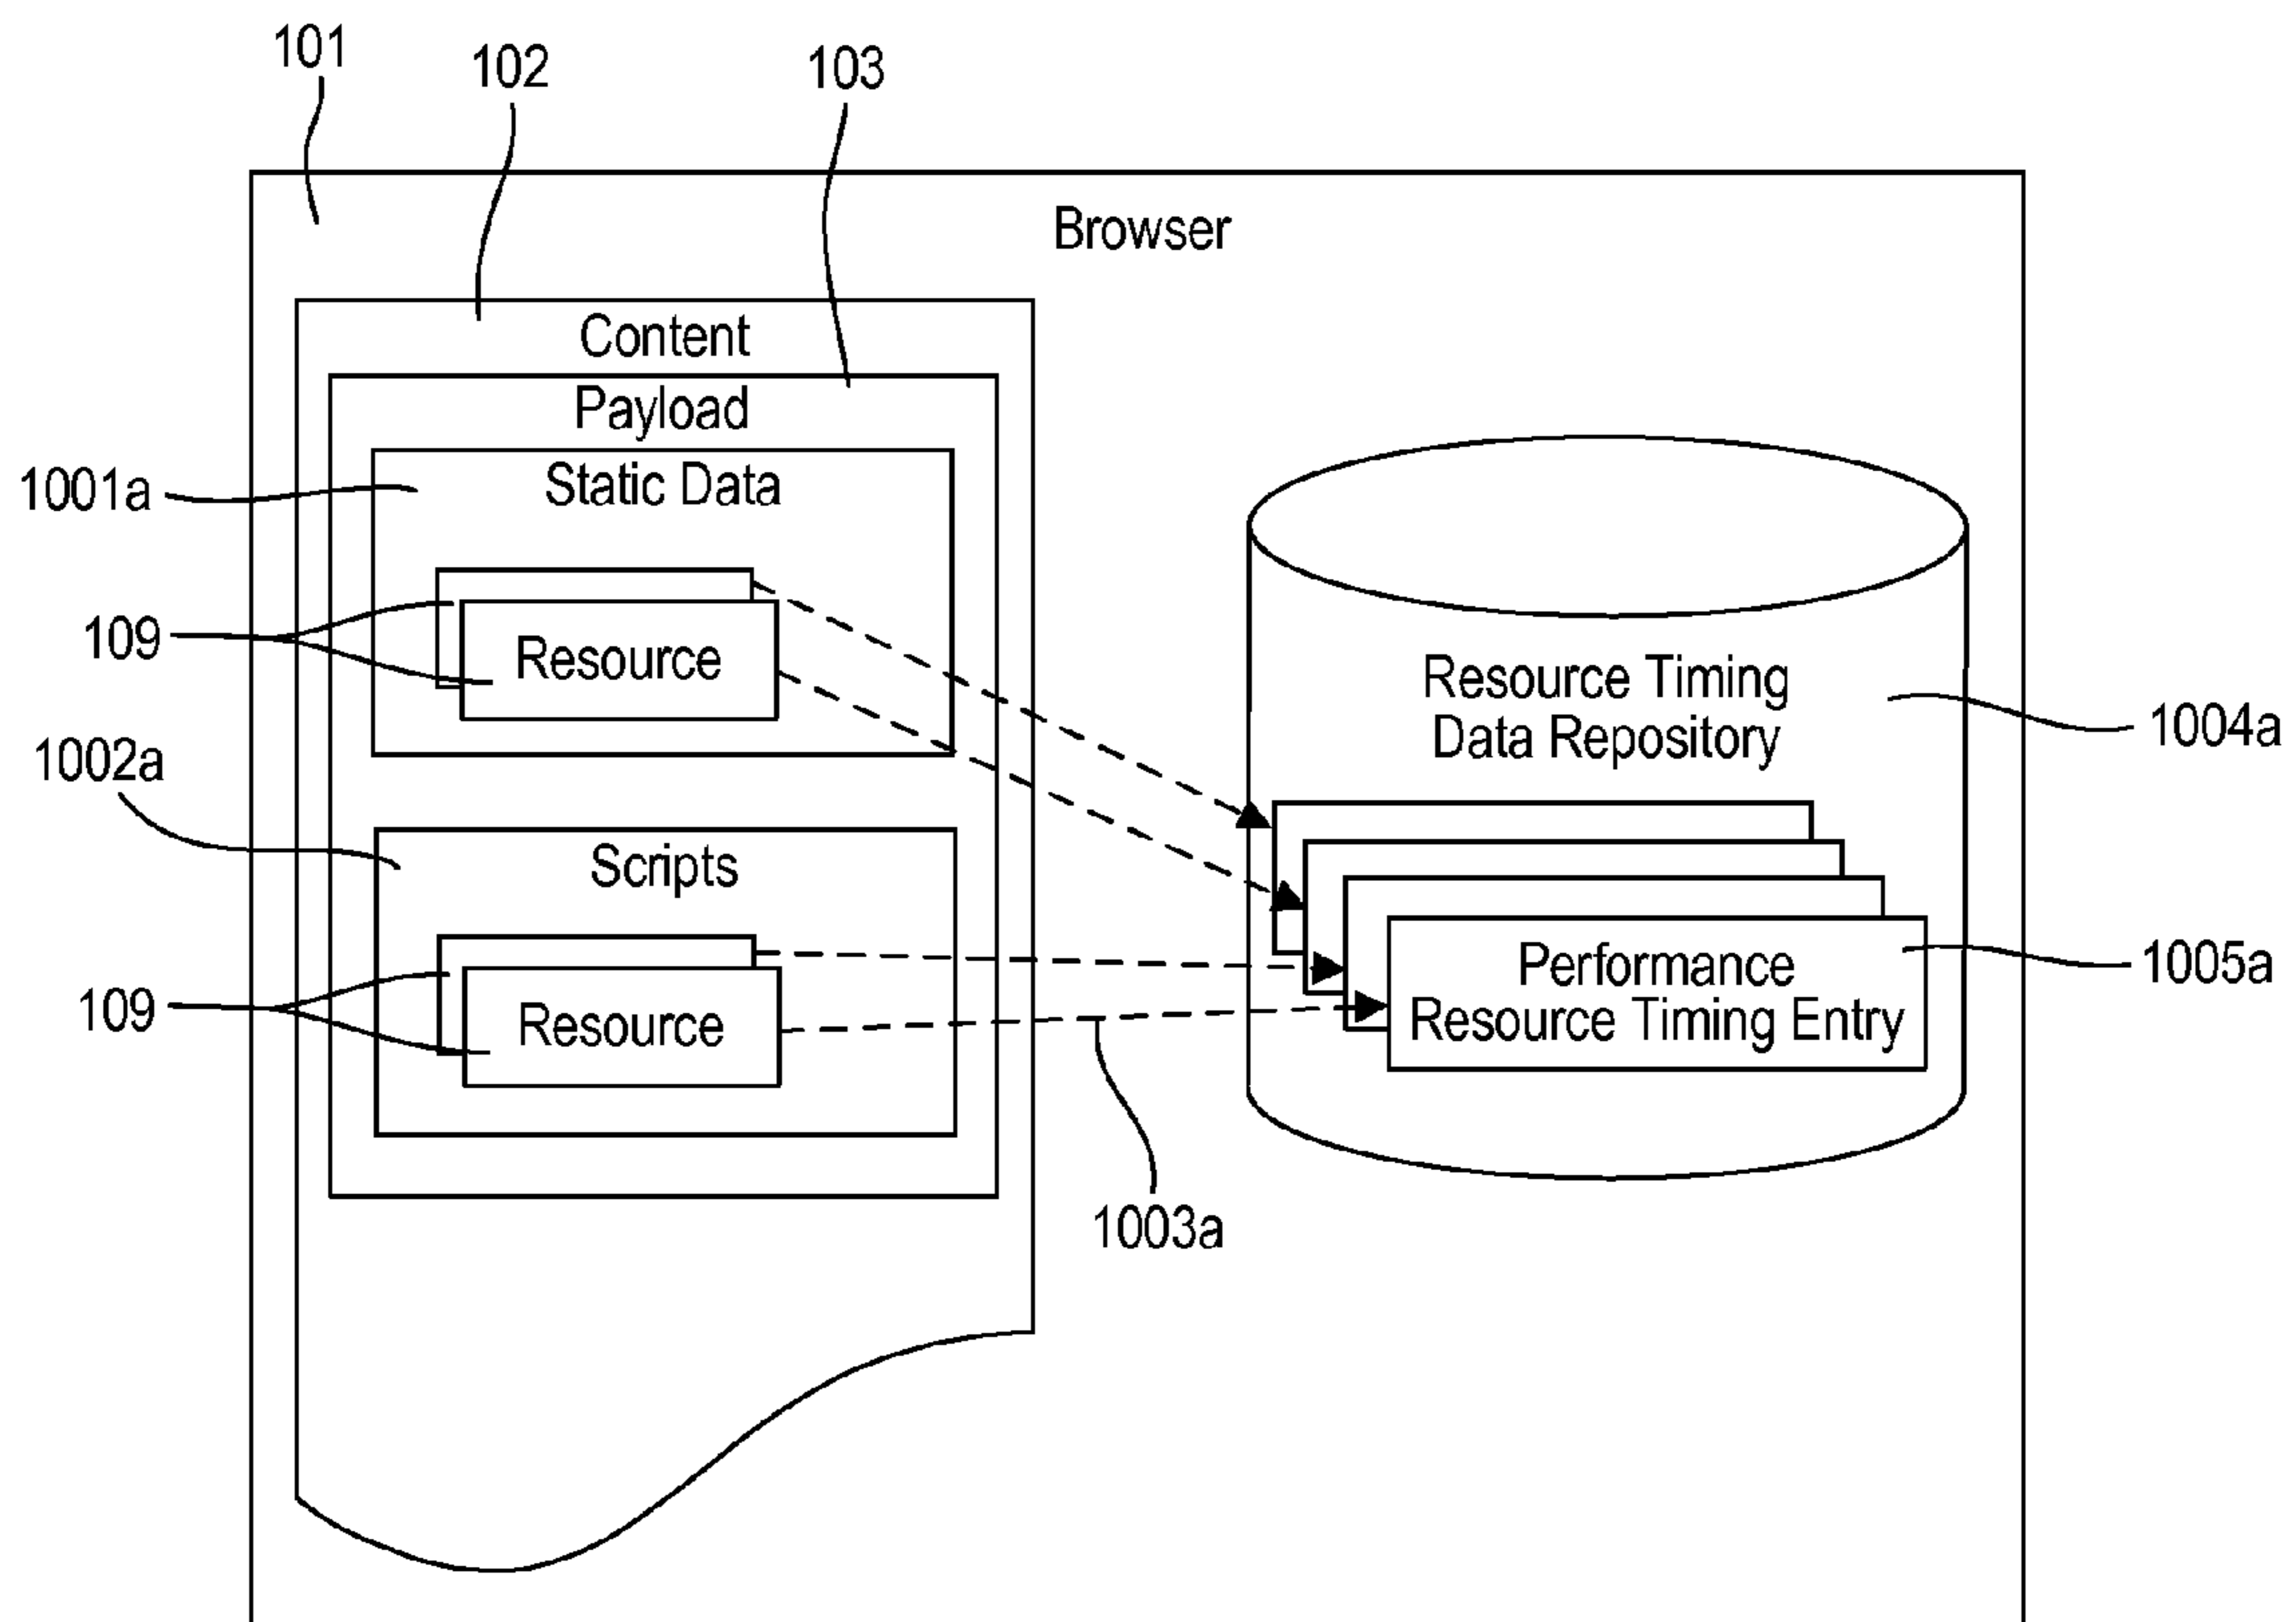 101
102
103
Browser
Content
Payload
1001a
Static Data
109
Resource
Resource Timing
Data Repository
1004a
1002a
Scripts
109
Resource
Performance
Resource Timing Entry
1005a
1003a